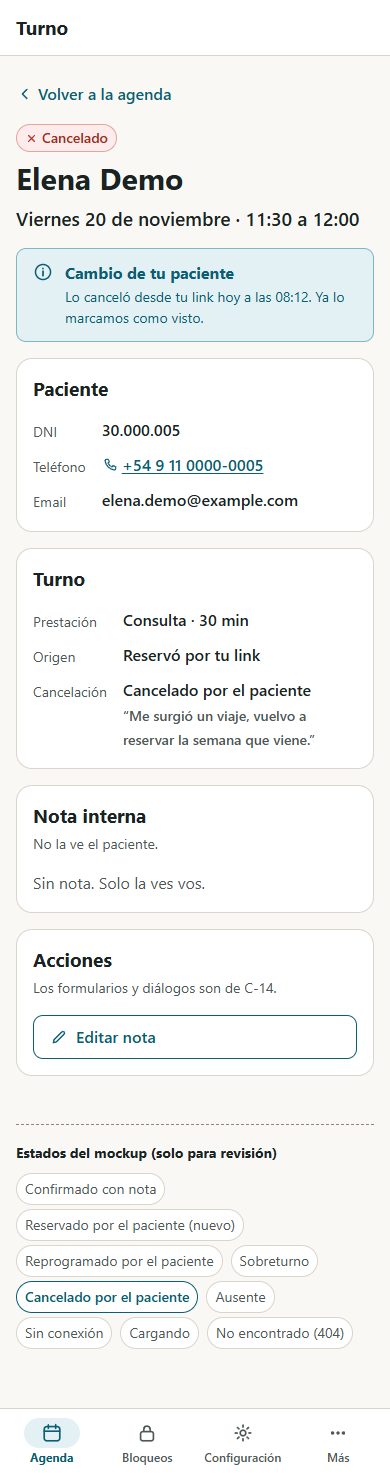 Turno
Volver a la agenda
Cancelado
Elena Demo
Viernes 20 de noviembre · 11:30 a 12:00
Cambio de tu paciente
Lo canceló desde tu link hoy a las 08:12. Ya lo
marcamos como visto.
Paciente
DNI 30.000.005
Teléfono +54 9 11 0000-0005
Email elena.demo@example.com
Turno
Prestación Consulta · 30 min
Origen Reservó por tu link
Cancelación Cancelado por el paciente
“Me surgió un viaje, vuelvo a
reservar la semana que viene.”
Nota interna
No la ve el paciente.
Sin nota. Solo la ves vos.
Acciones
Los formularios y diálogos son de C-14.
Editar nota
Estados del mockup (solo para revisión)
Confirmado con nota
Reservado por el paciente (nuevo)
Reprogramado por el paciente Sobreturno
Cancelado por el paciente Ausente
Sin conexión Cargando No encontrado (404)
Agenda Bloqueos Configuración Más